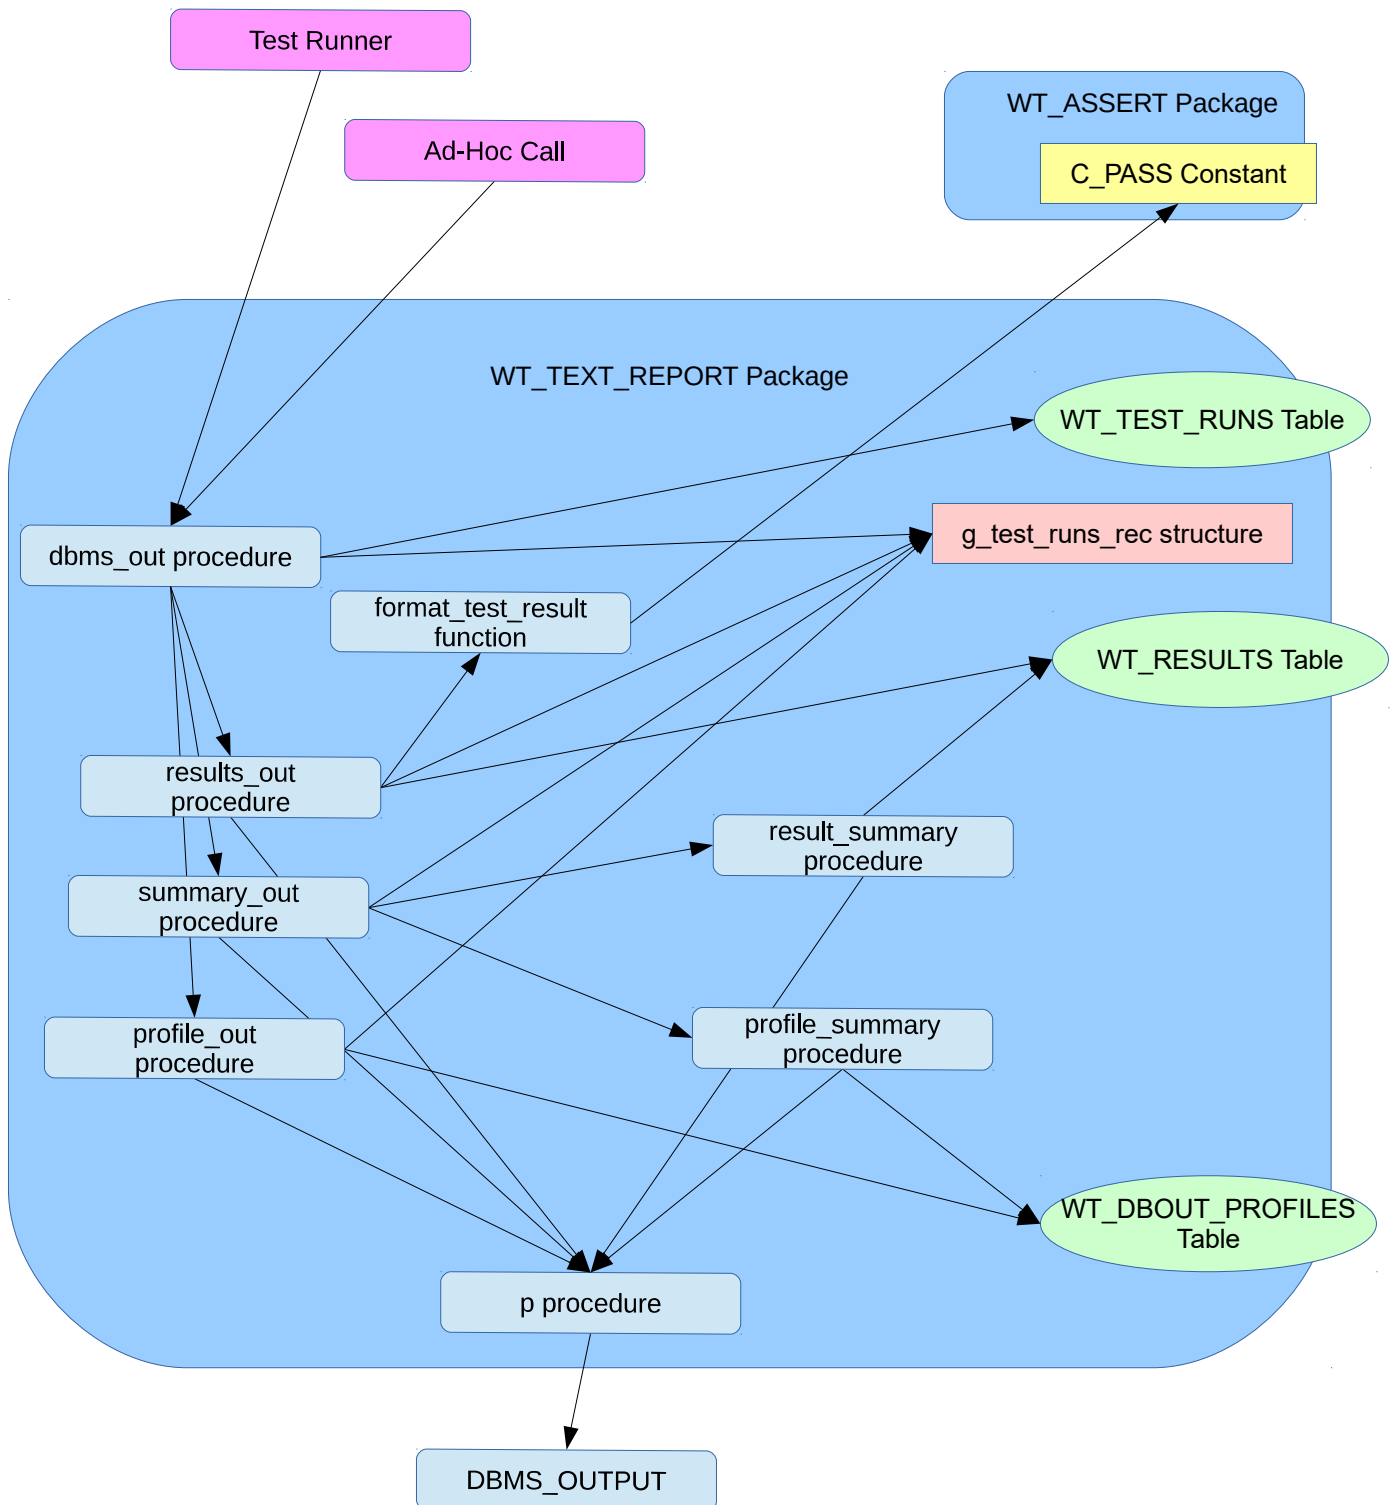 Test Runner
WT_ASSERT Package
Ad-Hoc Call
C_PASS Constant
WT_TEXT_REPORT Package
WT_TEST_RUNS Table
g_test_runs_rec structure
dbms_out procedure
format_test_result
function
WT_RESULTS Table
results_out
procedure
result_summary
procedure
summary_out
procedure
profile_summary
procedure
profile_out
procedure
WT_DBOUT_PROFILES
Table
p procedure
DBMS_OUTPUT